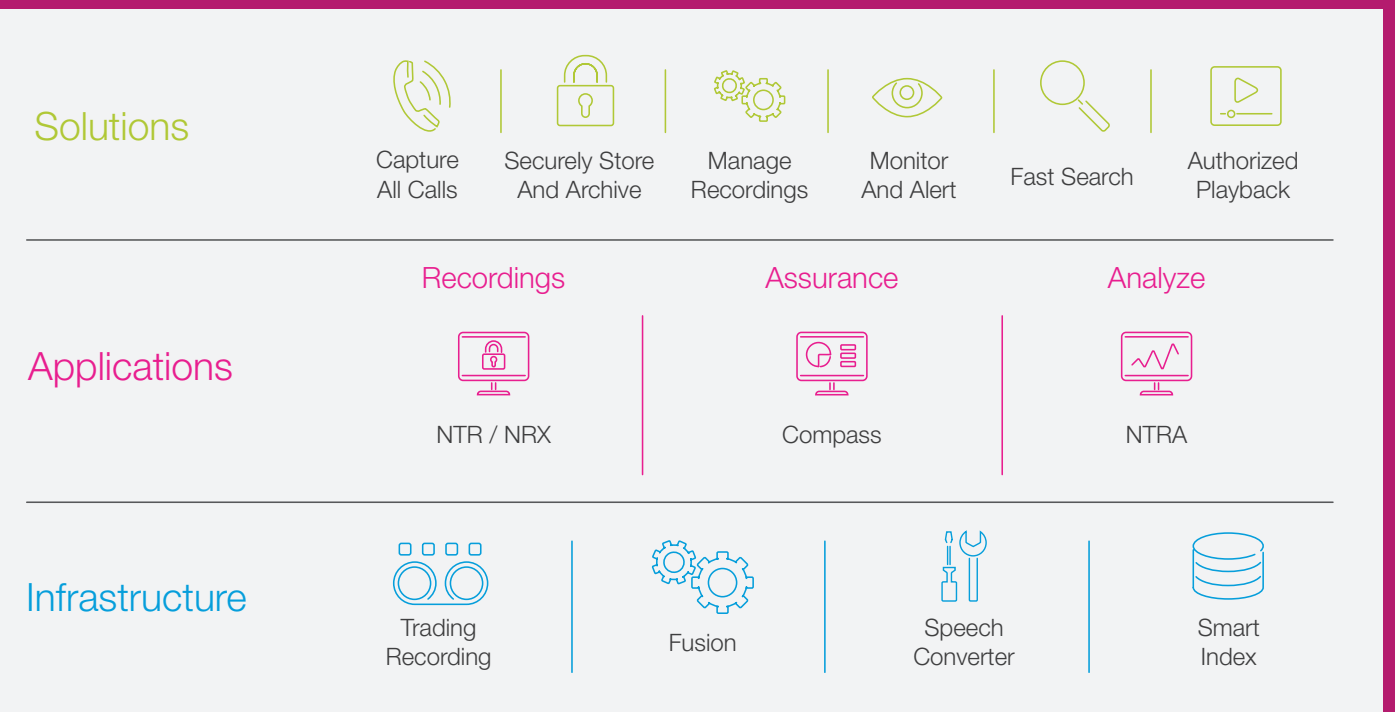 Solutions
Capture
All Calls
Securely Store
And Archive
Manage
Recordings
Monitor
And Alert
Fast Search
Authorized
Playback
Applications
Recordings
NTR / NRX
Assurance
Compass
Analyze
NTRA
Infrastructure
Trading
Recording
Fusion
Speech
Converter
Smart
Index